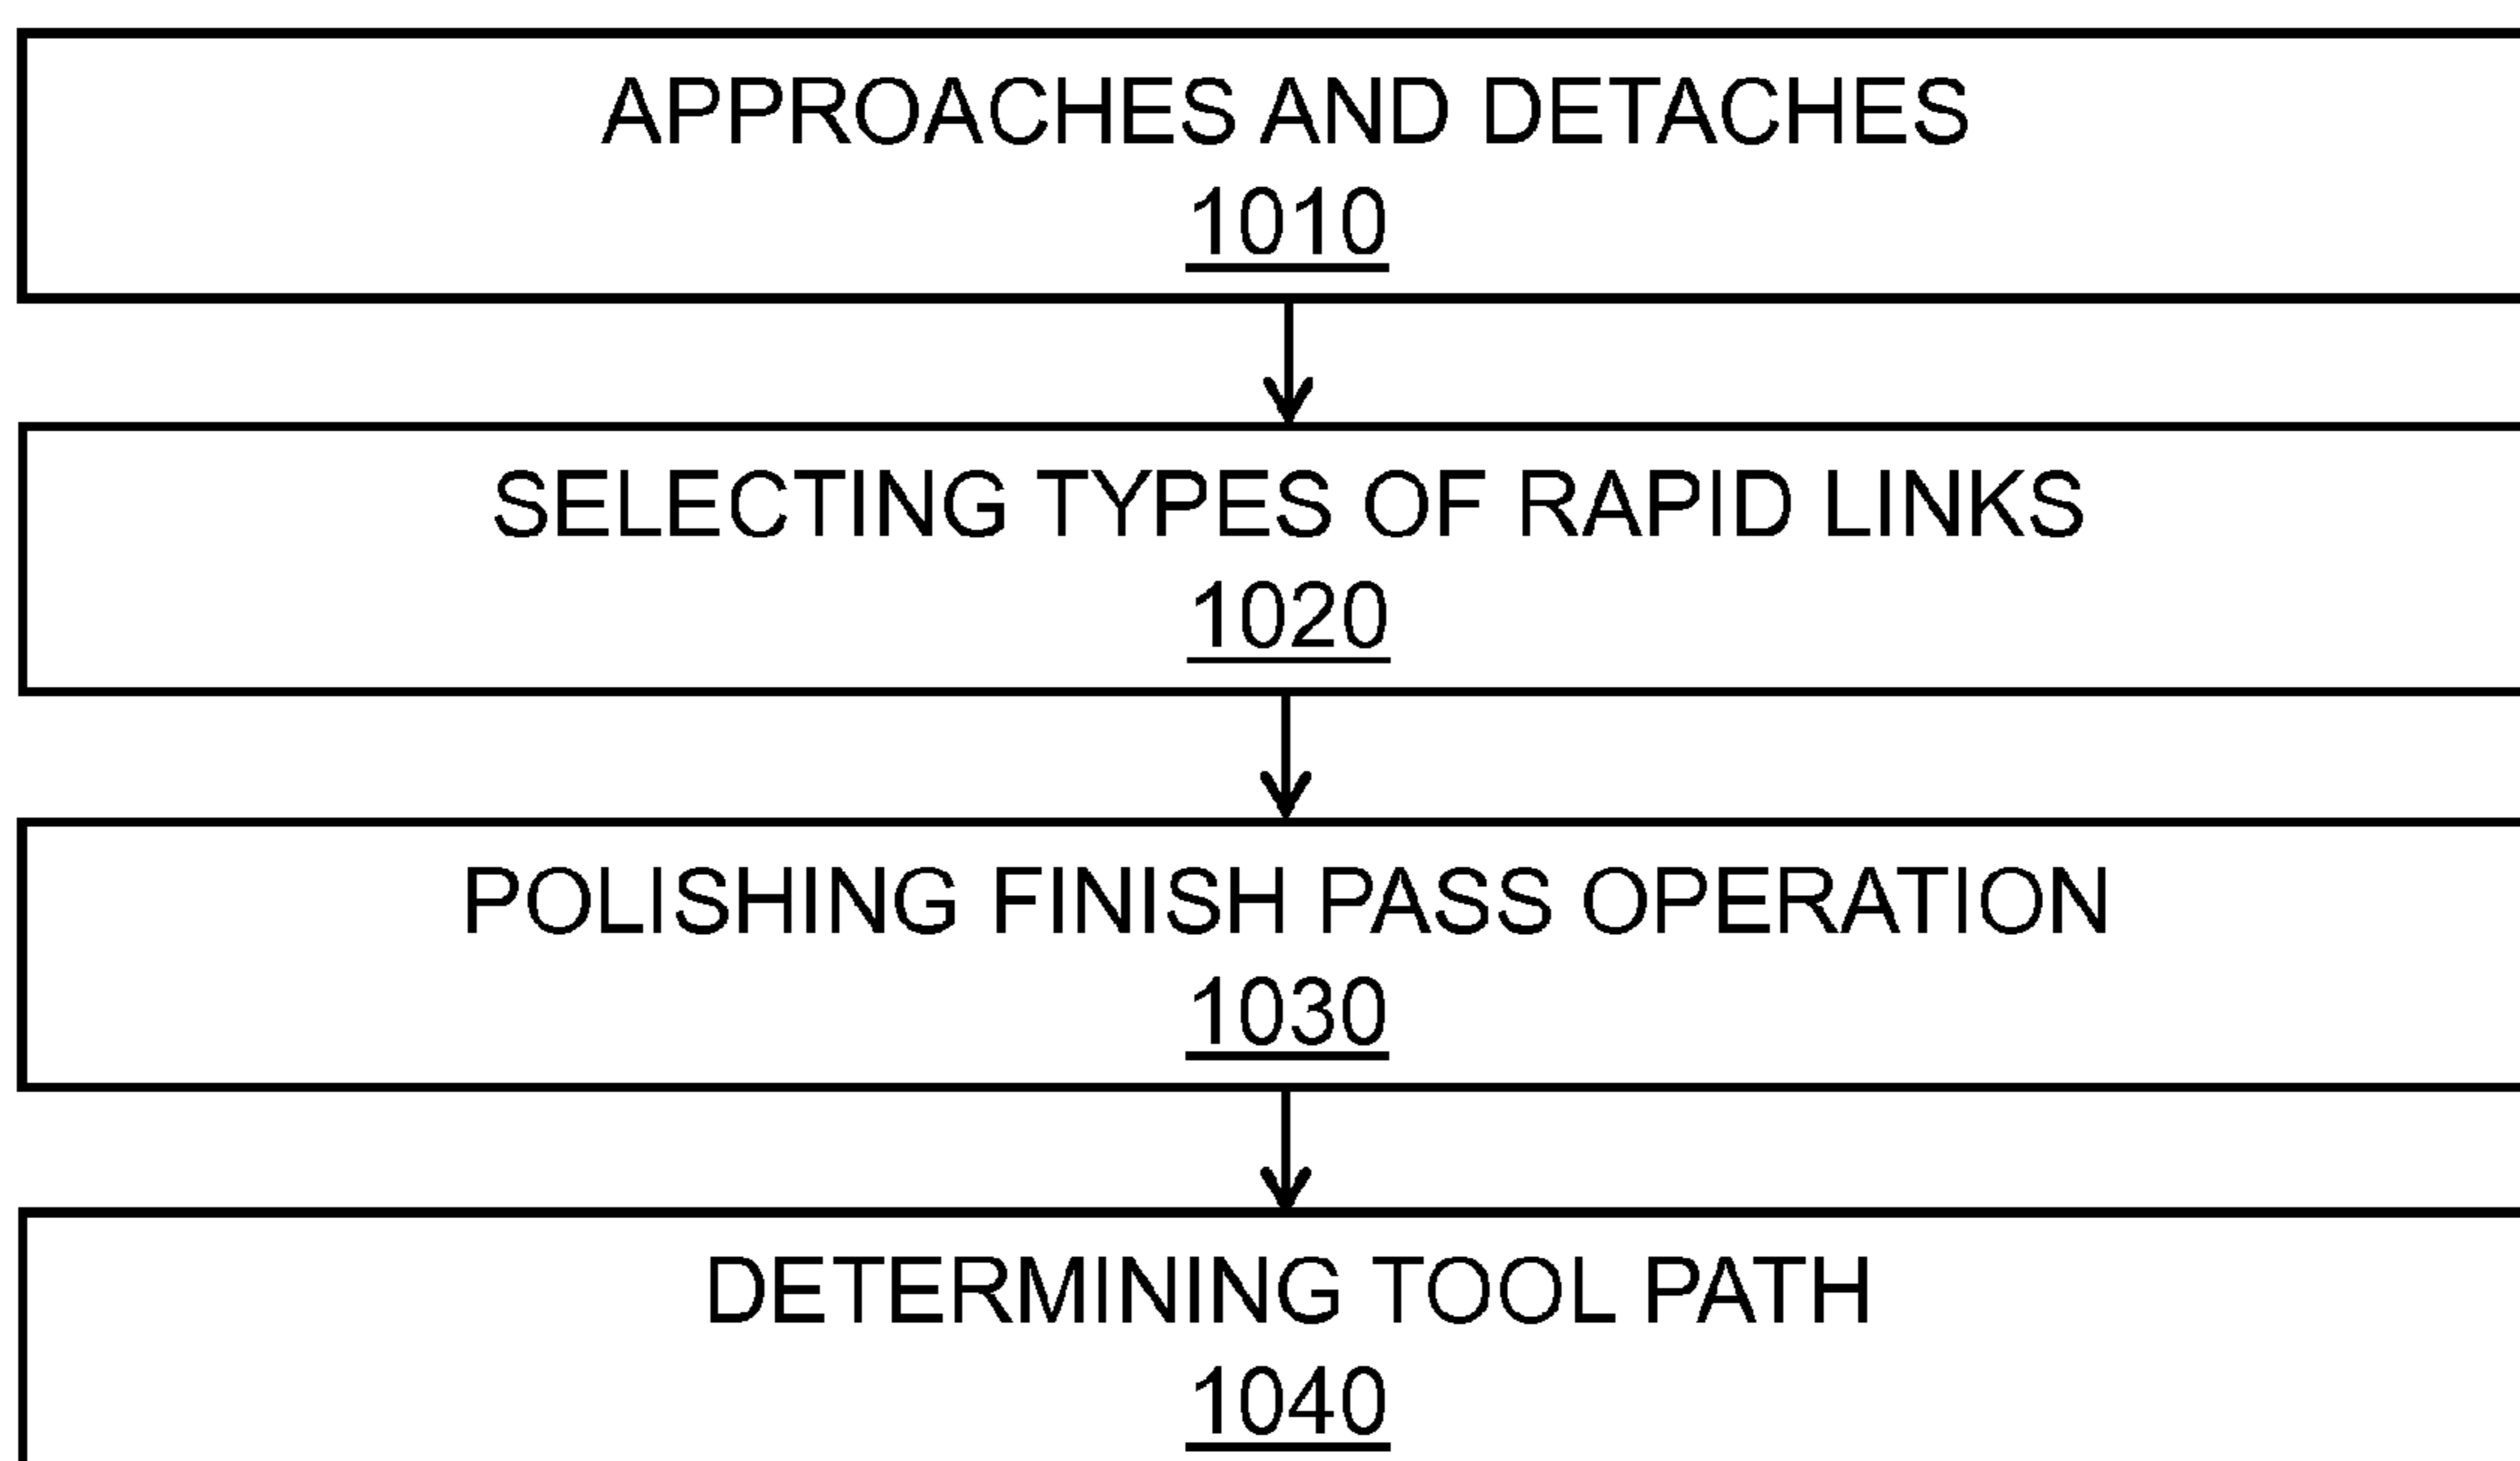 APPROACHES AND DETACHES
1010
SELECTING TYPES OF RAPID LINKS
1020
POLISHING FINISH PASS OPERATION
1030
DETERMINING TOOL PATH
1040